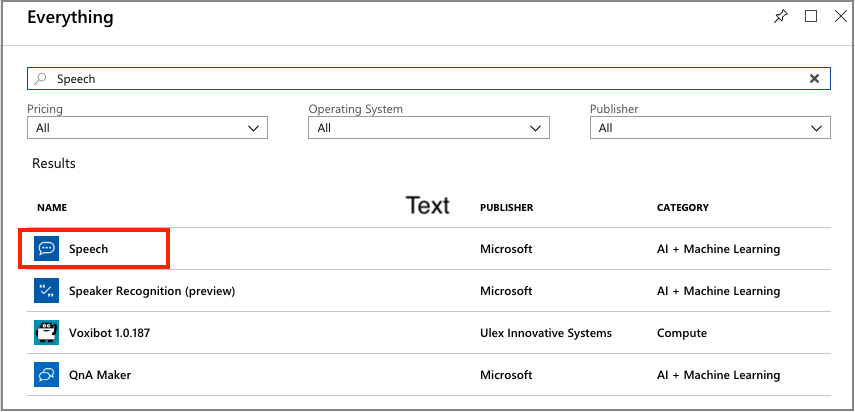 Everything
Speech
Pricing Operating System Publisher
All All All
Results
NAME Text PUBLISHER CATEGORY
Speech Microsoft AI + Machine Learning
Speaker Recognition (preview) Microsoft AI + Machine Learning
Voxibot 1.0.187 Ulex Innovative Systems Compute
QnA Maker Microsoft AI + Machine Learning